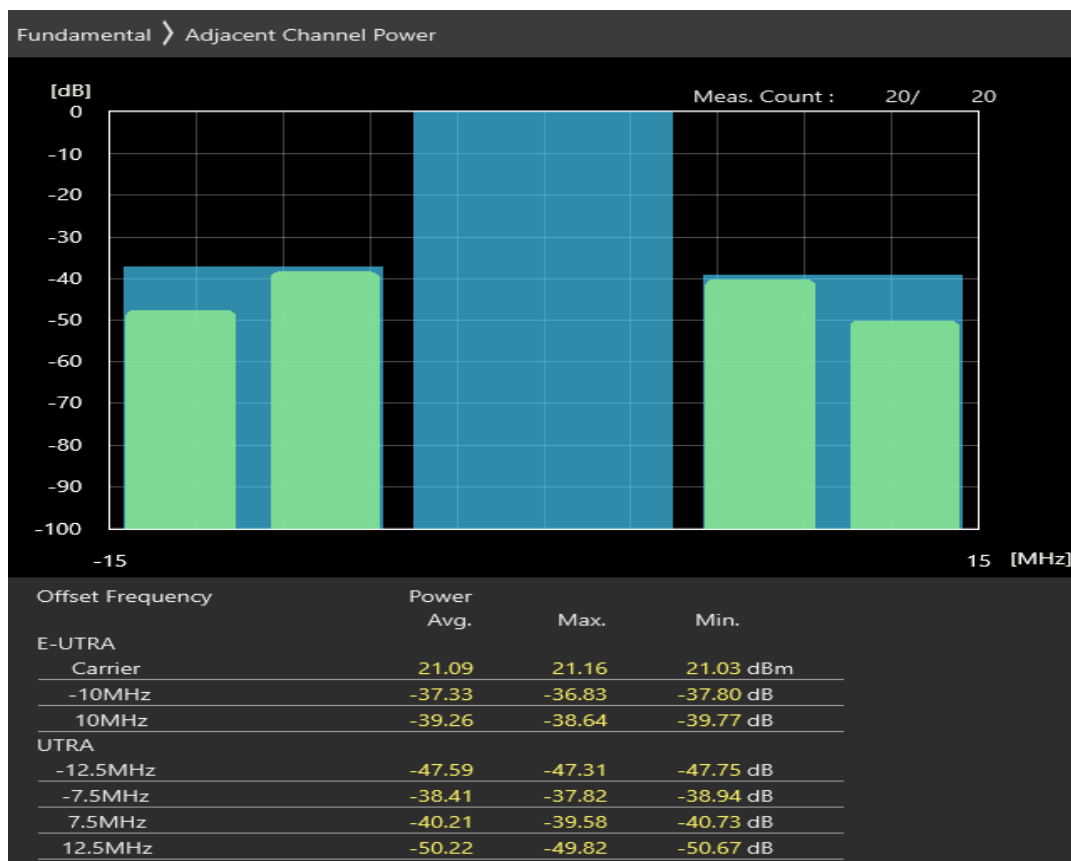 Fundamental 〉 Adjacent Channel Power
[dB]
Meas. Count : 20/ 20
0
-10
-20
-30
-40
-50
-60
-70
-80
-90
-100
-15 15 [MHz]
Offset Frequency Power
Avg. Max. Min.
E-UTRA
Carrier 21.09 21.16 21.03 dBm
-10MHz -37.33 -36.83 -37.80 dB
10MHz -39.26 -38.64 -39.77 dB
UTRA
-12.5MHz -47.59 -47.31 -47.75 dB
-7.5MHz -38.41 -37.82 -38.94 dB
7.5MHz -40.21 -39.58 -40.73 dB
12.5MHz -50.22 -49.82 -50.67 dB